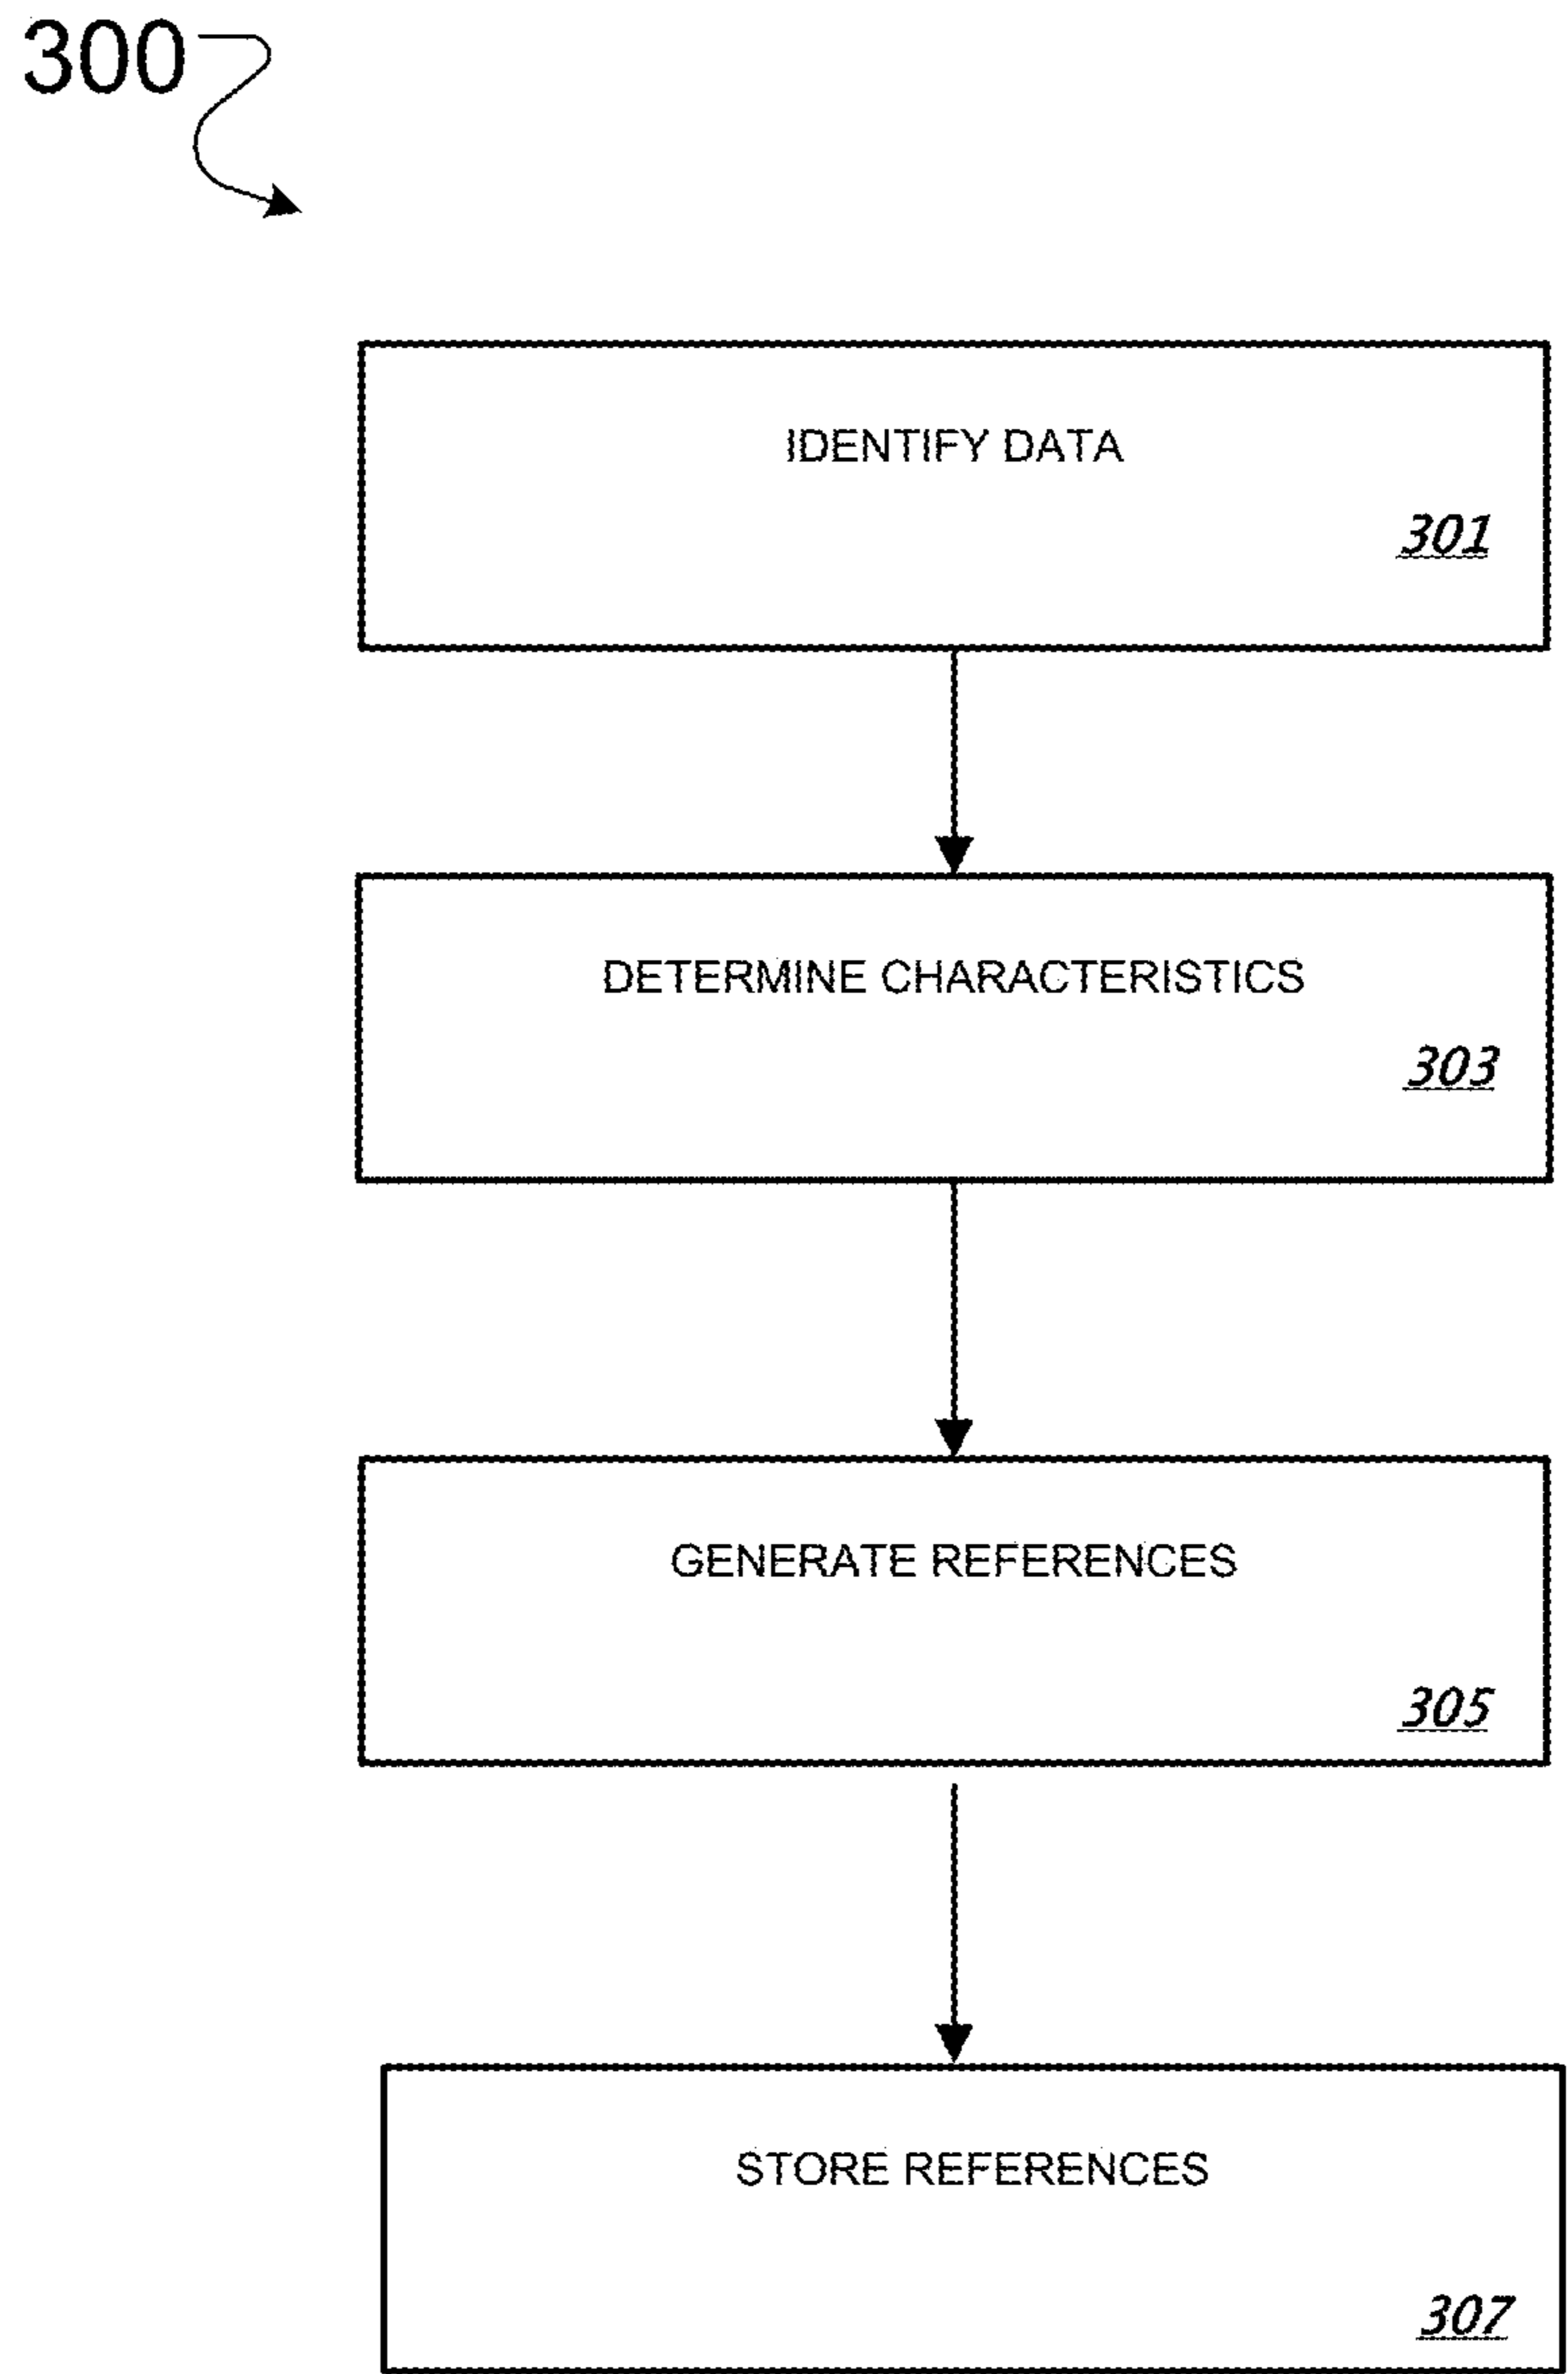 300
IDENTIFY DATA
301
DETERMINE CHARACTERISTICS
303
GENERATE REFERENCES
305
STORE REFERENCES
307